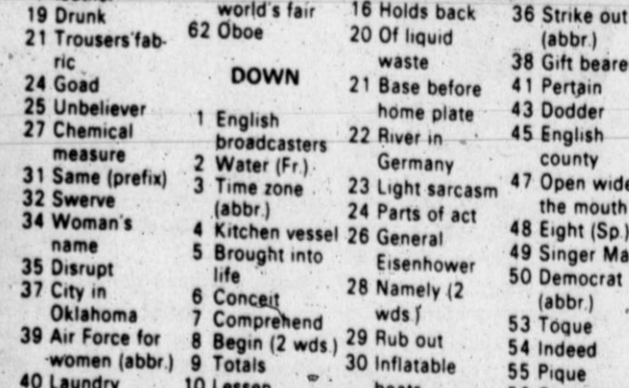 19 Drunk
21 Trousers fab-
ric
24 Goad
25 Unbeliever
27 Chemical
measure
31 Same (prefix)
32 Swerve
34 Woman's
name
35 Disrupt
37 City in
Oklahoma
39 Air Force for
women (abbr.)
40 Laundry
world's fair
62 Oboe
DOWN
1 English
broadcasters
2 Water (Fr.)
3 Time zone
(abbr.)
4 Kitchen vessel
5 Brought into
life
6 Conceit
7 Comprehend
8 Begin (2 wds.)
9 Totals
10 Lessen
16 Holds back
20 Of liquid
waste
21 Base before
home plate
22 River in
Germany
23 Light sarcasm
24 Parts of act
26 General
Eisenhower
28 Namely (2
wds.)
29 Rub out
30 Inflatable
36 Strike out
(abbr.)
38 Gift beare
41 Pertain
43 Dodder
45 English
county
47 Open wide
the mouth
48 Eight (Sp.)
49 Singer Ma
50 Democrat
(abbr.)
53 Toque
54 Indeed
55 Pique